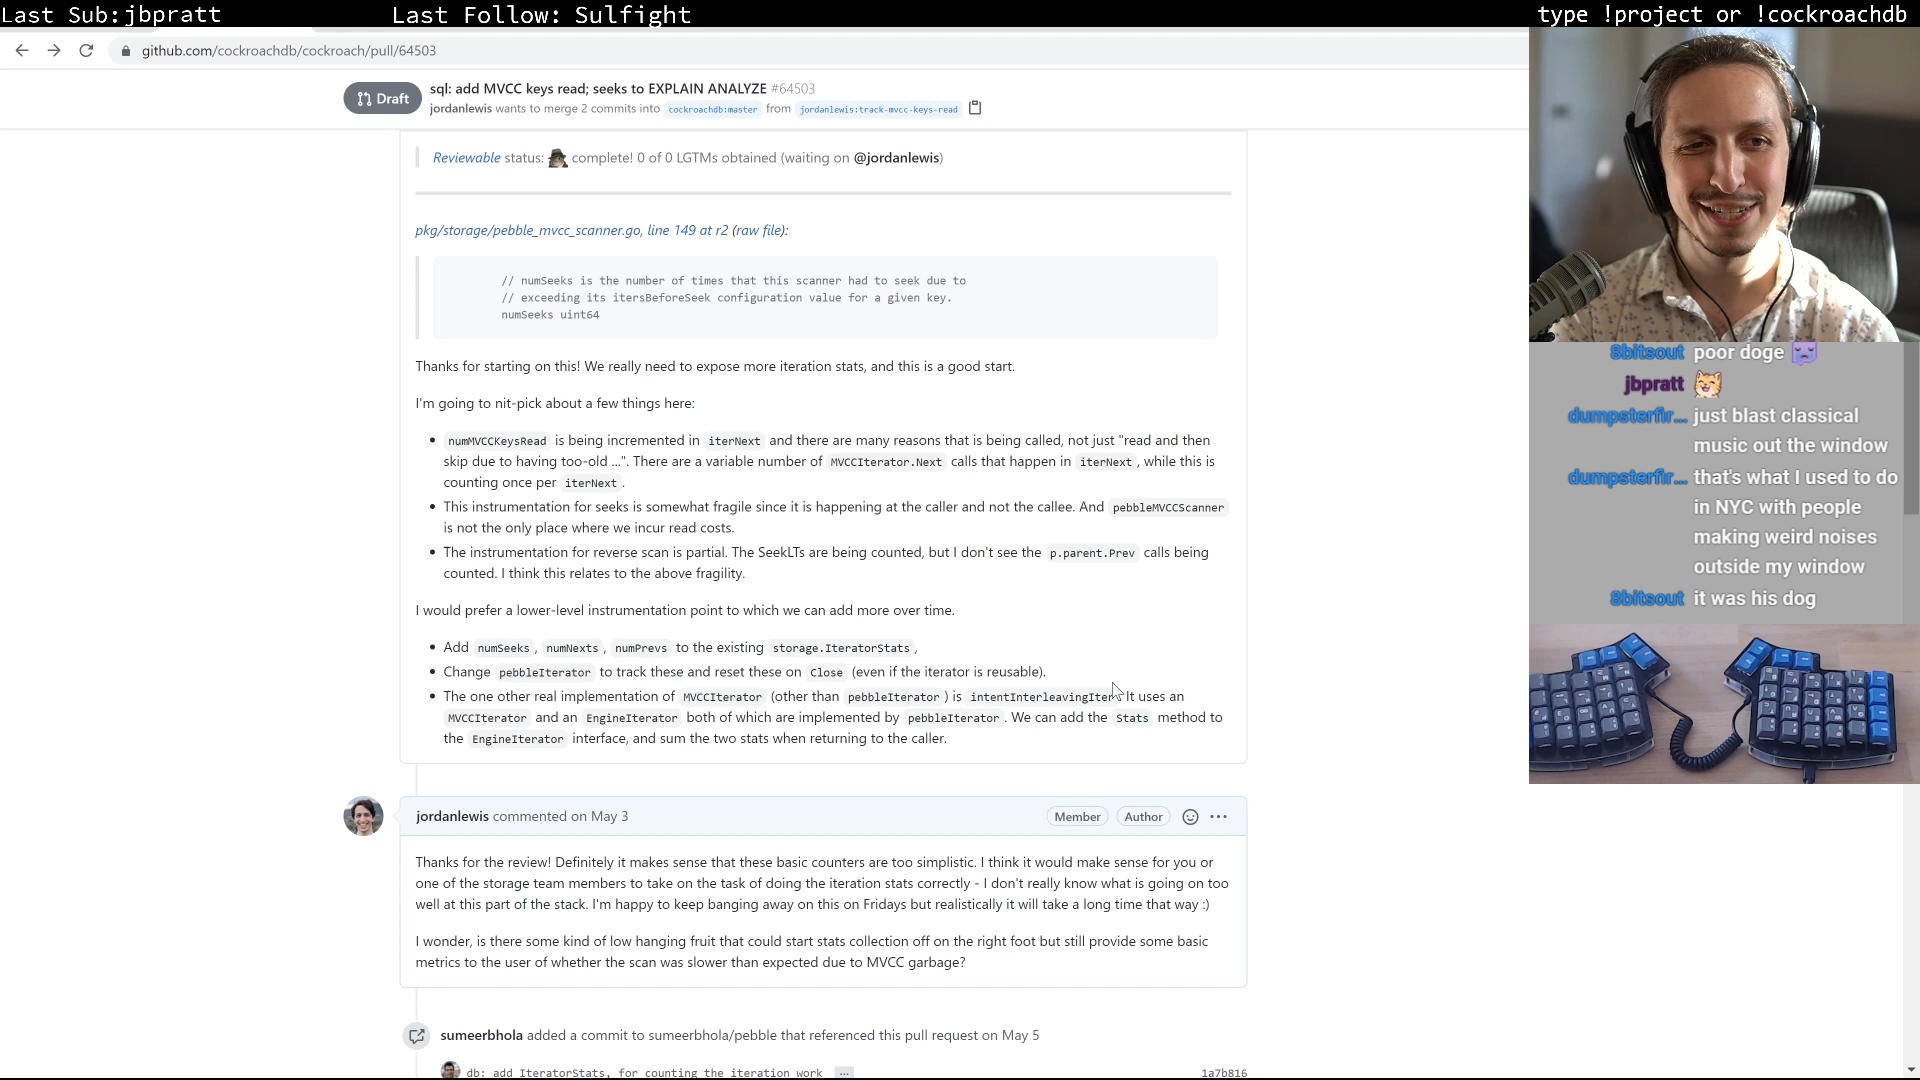 Last Sub:jbpratt
Last Follow: Sulfight
type !project or !cockroachdb
github.com/cockroachdb/cockroach/pull/64503
Draft
sql: add MVCC keys read; seeks to EXPLAIN ANALYZE #64503
jordanlewis wants to merge 2 commits into cockroachdb:master from jordanlewis:track-mvcc-keys-read
Reviewable status: complete! 0 of 0 LGTMs obtained (waiting on @jordanlewis)
pkg/storage/pebble_mvcc_scanner.go, line 149 at r2 (raw file):
// numSeeks is the number of times that this scanner had to seek due to
// exceeding its itersBeforeSeek configuration value for a given key.
numSeeks uint64
Thanks for starting on this! We really need to expose more iteration stats, and this is a good start.
I'm going to nit-pick about a few things here:
• numMVCCKeysRead is being incremented in iterNext and there are many reasons that is being called, not just "read and then
skip due to having too-old ...". There are a variable number of MVCCIterator.Next calls that happen in iterNext, while this is
counting once per iterNext.
• This instrumentation for seeks is somewhat fragile since it is happening at the caller and not the callee. And pebbleMVCCScanner
is not the only place where we incur read costs.
• The instrumentation for reverse scan is partial. The SeekLTs are being counted, but I don't see the p.parent.Prev calls being
counted. I think this relates to the above fragility.
I would prefer a lower-level instrumentation point to which we can add more over time.
• Add numSeeks, numNexts, numPrevs to the existing storage.IteratorStats,
• Change pebbleIterator to track these and reset these on Close (even if the iterator is reusable).
• The one other real implementation of MVCCIterator (other than pebbleIterator) is intentInterleavingIter. It uses an
MVCCIterator and an EngineIterator both of which are implemented by pebbleIterator. We can add the Stats method to
the EngineIterator interface, and sum the two stats when returning to the caller.
jordanlewis commented on May 3
Member
Author
Thanks for the review! Definitely it makes sense that these basic counters are too simplistic. I think it would make sense for you or
one of the storage team members to take on the task of doing the iteration stats correctly - I don't really know what is going on too
well at this part of the stack. I'm happy to keep banging away on this on Fridays but realistically it will take a long time that way :)
I wonder, is there some kind of low hanging fruit that could start stats collection off on the right foot but still provide some basic
metrics to the user of whether the scan was slower than expected due to MVCC garbage?
sumeerbhola added a commit to sumeerbhola/pebble that referenced this pull request on May 5
db: add IteratorStats, for counting the iteration work ... 1a7b816
8bitsout poor doge
jbpratt
dumpsterfir... just blast classical
music out the window
dumpsterfir... that's what I used to do
in NYC with people
making weird noises
outside my window
8bitsout it was his dog